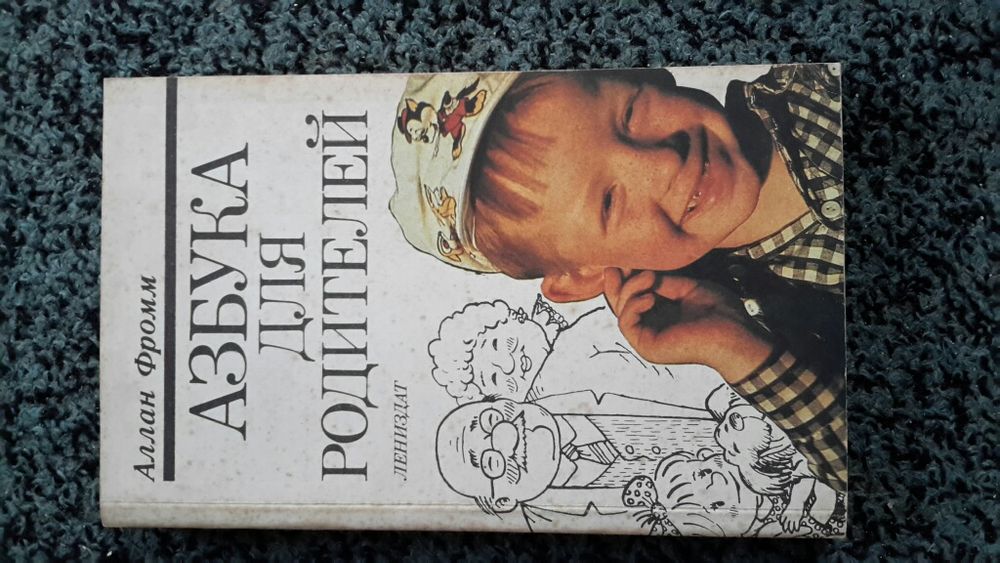 Аллан Фромм
АЗБУКА
ДЛЯ
РОДИТЕЛЕЙ
ЛЕНИЗДАТ